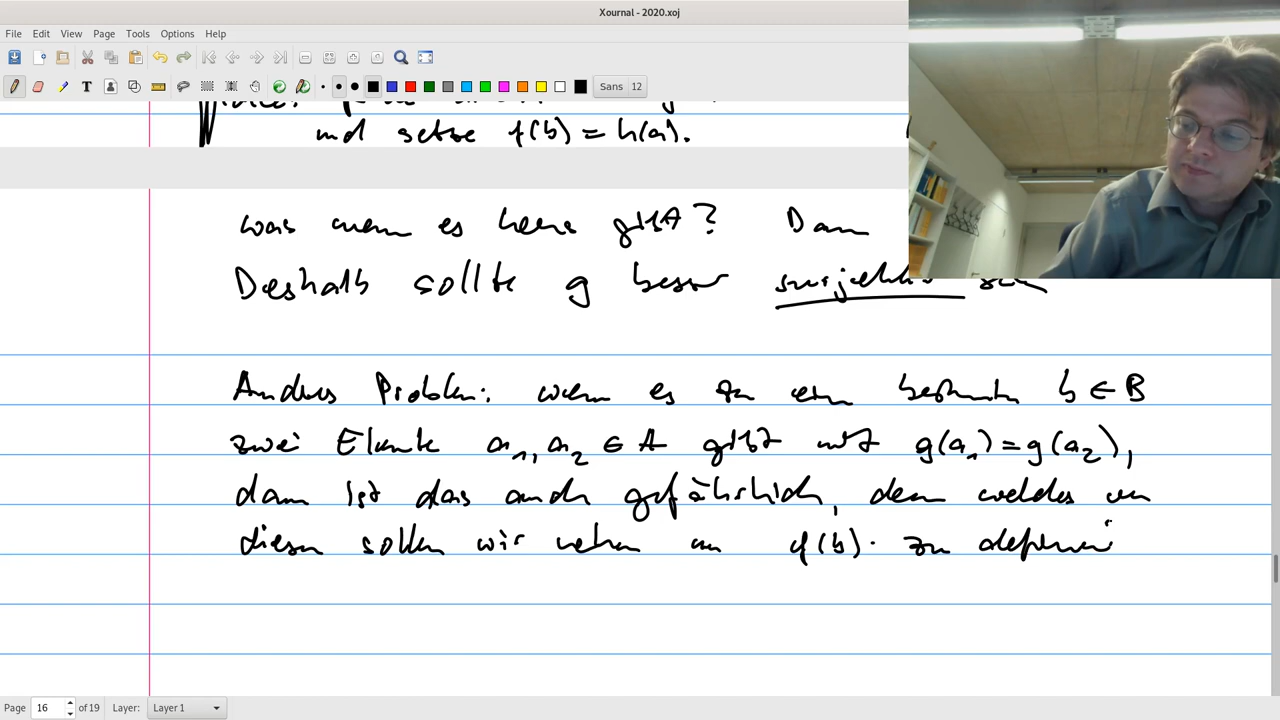 Xournal - 2020.xoj
File Edit View Page Tools Options Help
Sans 12
und setze f(b) = h(a).
was wenn es keins gibt? Dann
Deshalb sollte g besser surjektiv sein
Anderes Problem: wenn es zu ein bestimmten b ∈ B
zwei Elemente a₁, a₂ ∈ A gibt mit g(a₁) = g(a₂),
dann ist das auch gefährlich, denn welches von
diesen sollen wir nehmen um f(b) zu definieren
Page 16 of 19 Layer: Layer 1